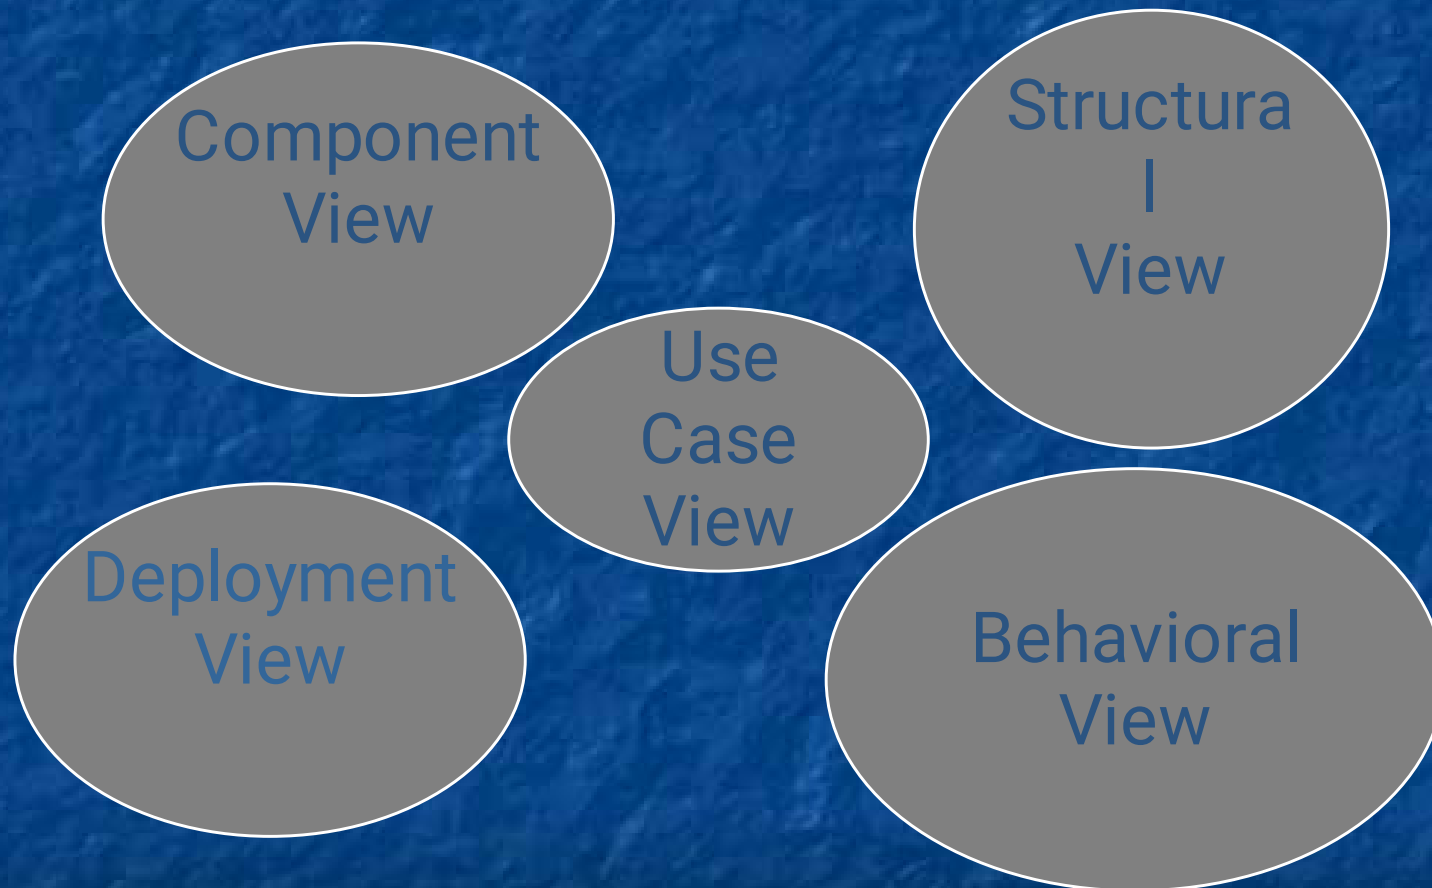 Component
View
Structura
l
View
Use
Case
View
Deployment
View
Behavioral
View